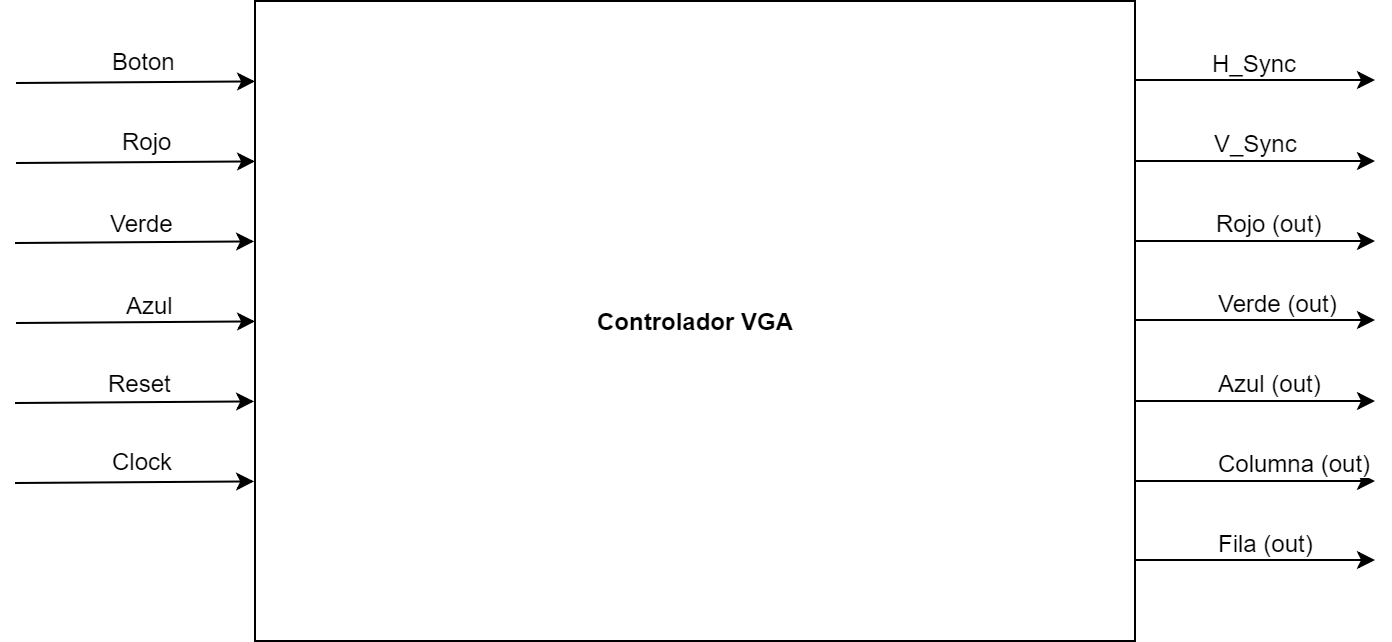 Boton
Rojo
Verde
Azul
Reset
Clock
Controlador VGA
H_Sync
V_Sync
Rojo (out)
Verde (out)
Azul (out)
Columna (out)
Fila (out)